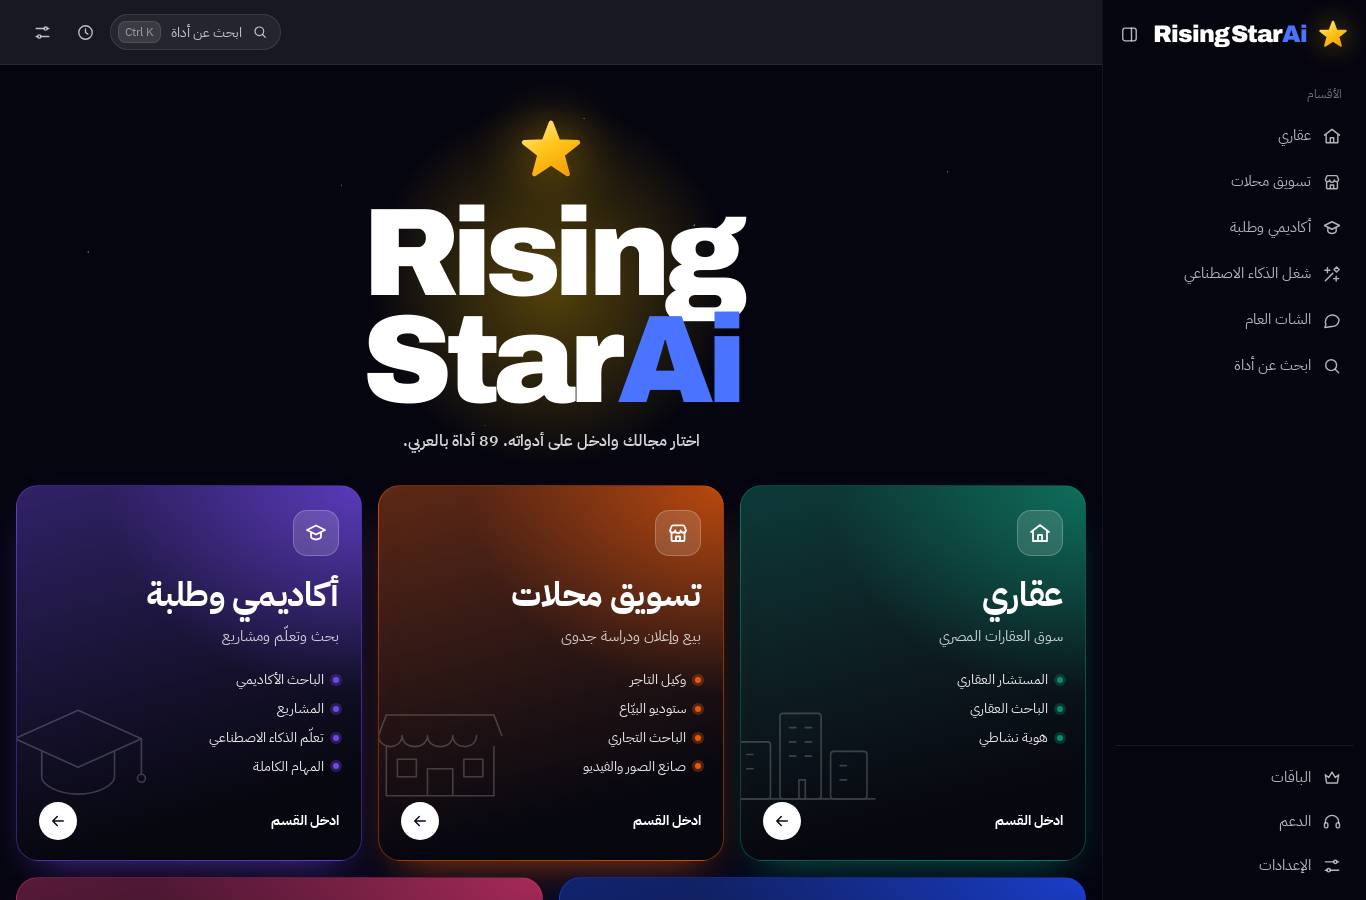 RisingStarAi
الأقسام
عقاري
تسويق محلات
أكاديمي وطلبة
شغل الذكاء الاصطناعي
الشات العام
ابحث عن أداة
الباقات
الدعم
الإعدادات
ابحث عن أداة Ctrl K
Rising
StarAi
اختار مجالك وادخل على أدواته. 89 أداة بالعربي.
عقاري
سوق العقارات المصري
المستشار العقاري
الباحث العقاري
هوية نشاطي
ادخل القسم
تسويق محلات
بيع وإعلان ودراسة جدوى
وكيل التاجر
ستوديو البيّاع
الباحث التجاري
صانع الصور والفيديو
ادخل القسم
أكاديمي وطلبة
بحث وتعلّم ومشاريع
الباحث الأكاديمي
المشاريع
تعلّم الذكاء الاصطناعي
المهام الكاملة
ادخل القسم